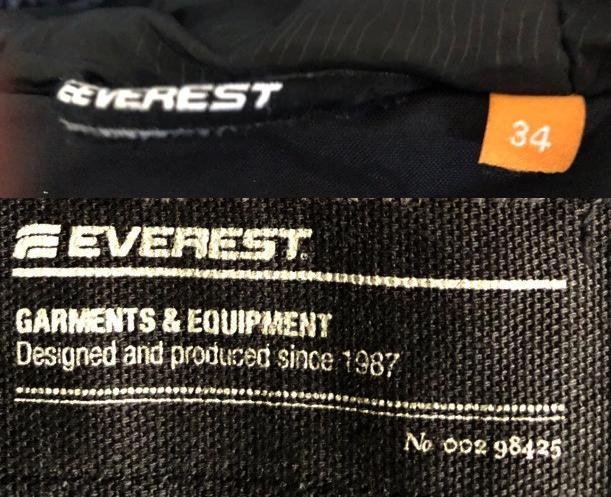 EVEREST
34
EVEREST
GARMENTS & EQUIPMENT
Designed and produced since 1987
No 002 98425